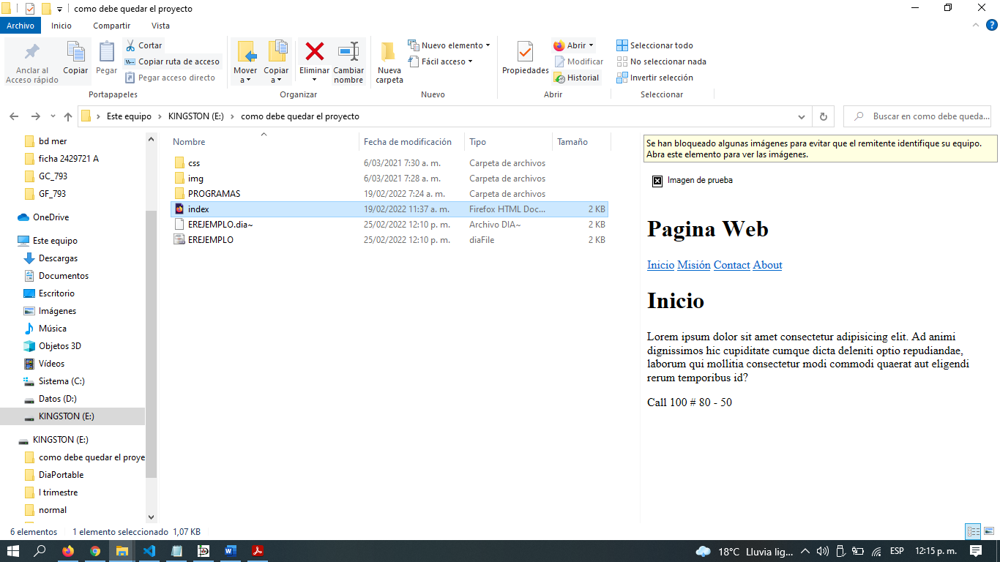 como debe quedar el proyecto
Archivo Inicio Compartir Vista
Anclar al
Acceso rápido
Copiar
Pegar
Cortar
Copiar ruta de acceso
Pegar acceso directo
Portapapeles
Mover
a
Copiar
a
Eliminar
Cambiar
nombre
Organizar
Nueva
carpeta
Nuevo elemento
Fácil acceso
Nuevo
Propiedades
Abrir
Modificar
Historial
Abrir
Seleccionar todo
No seleccionar nada
Invertir selección
Seleccionar
Este equipo > KINGSTON (E:) > como debe quedar el proyecto
Buscar en como debe queda...
bd mer
ficha 2429721 A
GC_793
GF_793
OneDrive
Este equipo
Descargas
Documentos
Escritorio
Imágenes
Música
Objetos 3D
Vídeos
Sistema (C:)
Datos (D:)
KINGSTON (E:)
KINGSTON (E:)
como debe quedar el proye
DiaPortable
I trimestre
normal
Nombre Fecha de modificación Tipo Tamaño
css 6/03/2021 7:30 a. m. Carpeta de archivos
img 6/03/2021 7:28 a. m. Carpeta de archivos
PROGRAMAS 19/02/2022 7:24 a. m. Carpeta de archivos
index 19/02/2022 11:37 a. m. Firefox HTML Doc... 2 KB
EREJEMPLO.dia~ 25/02/2022 12:10 p. m. Archivo DIA~ 2 KB
EREJEMPLO 25/02/2022 12:10 p. m. diaFile 2 KB
Se han bloqueado algunas imágenes para evitar que el remitente identifique su equipo.
Abra este elemento para ver las imágenes.
Imagen de prueba
Pagina Web
Inicio Misión Contact About
Inicio
Lorem ipsum dolor sit amet consectetur adipisicing elit. Ad animi
dignissimos hic cupiditate cumque dicta deleniti optio repudiandae,
laborum qui mollitia consectetur modi commodi quaerat aut eligendi
rerum temporibus id?
Call 100 # 80 - 50
6 elementos 1 elemento seleccionado 1,07 KB
18°C Lluvia lig... ESP 12:15 p. m.